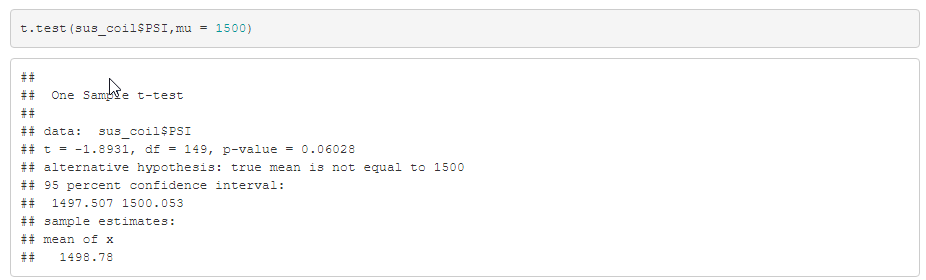 t.test(sus_coil$PSI,mu = 1500)
##
##  One Sample t-test
##
## data:  sus_coil$PSI
## t = -1.8931, df = 149, p-value = 0.06028
## alternative hypothesis: true mean is not equal to 1500
## 95 percent confidence interval:
##  1497.507 1500.053
## sample estimates:
## mean of x
##   1498.78